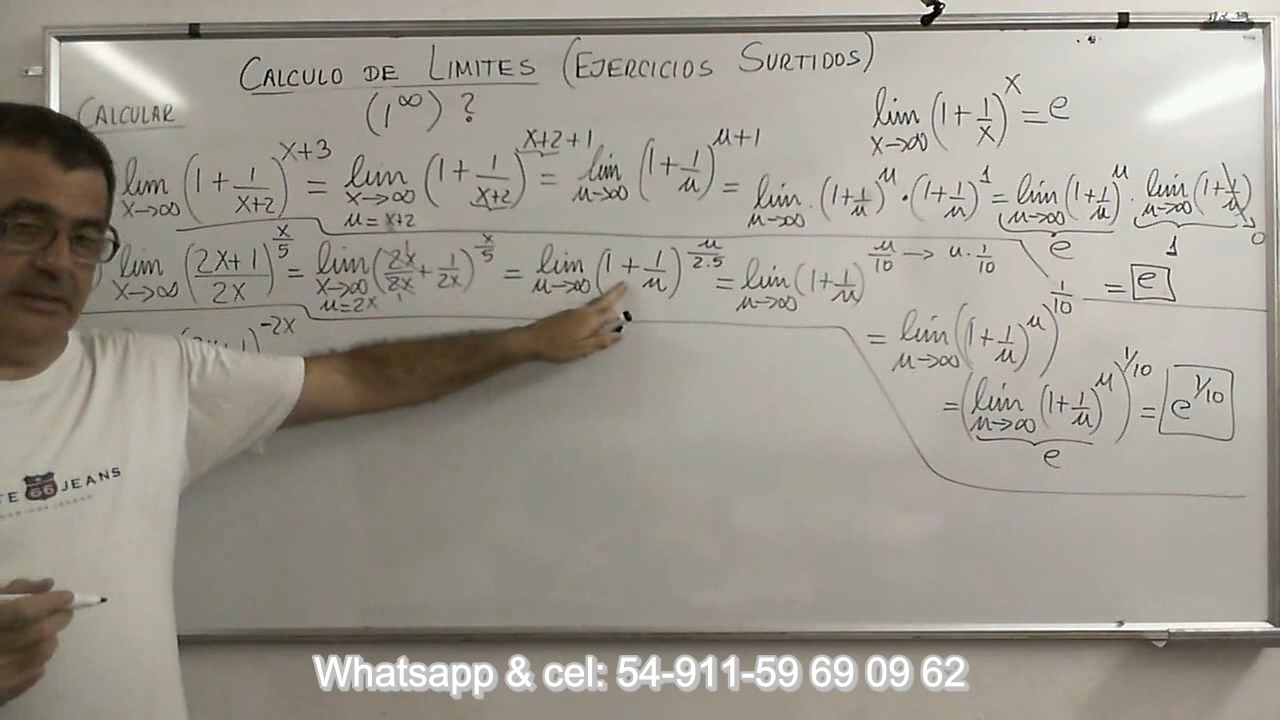 CALCULO DE LIMITES (EJERCICIOS SURTIDOS)
CALCULAR (1^∞) ?
lim x→∞ (1 + 1/x)^x = e
lim x→∞ (1 + 1/(x+2))^(x+3) = lim x→∞ (1 + 1/(x+2))^(x+2+1) = lim μ→∞ (1 + 1/μ)^(μ+1) = lim μ→∞ · (1 + 1/μ)^μ · (1 + 1/μ)^1 = lim μ→∞ (1 + 1/μ)^μ · lim μ→∞ (1 + 1/μ)
μ = x+2
e 1 0
= e
) lim x→∞ ((2x+1)/2x)^(x/5) = lim x→∞ (2x/2x + 1/2x)^(x/5) = lim μ→∞ (1 + 1/μ)^(μ/2.5) = lim μ→∞ (1 + 1/μ)^(μ/10) → μ · 1/10
μ = 2x
= lim μ→∞ ((1 + 1/μ)^μ)^(1/10)
= (lim μ→∞ (1 + 1/μ)^μ)^(1/10) = e^(1/10)
e
-2x
TE 66 JEANS
Whatsapp & cel: 54-911-59 69 09 62